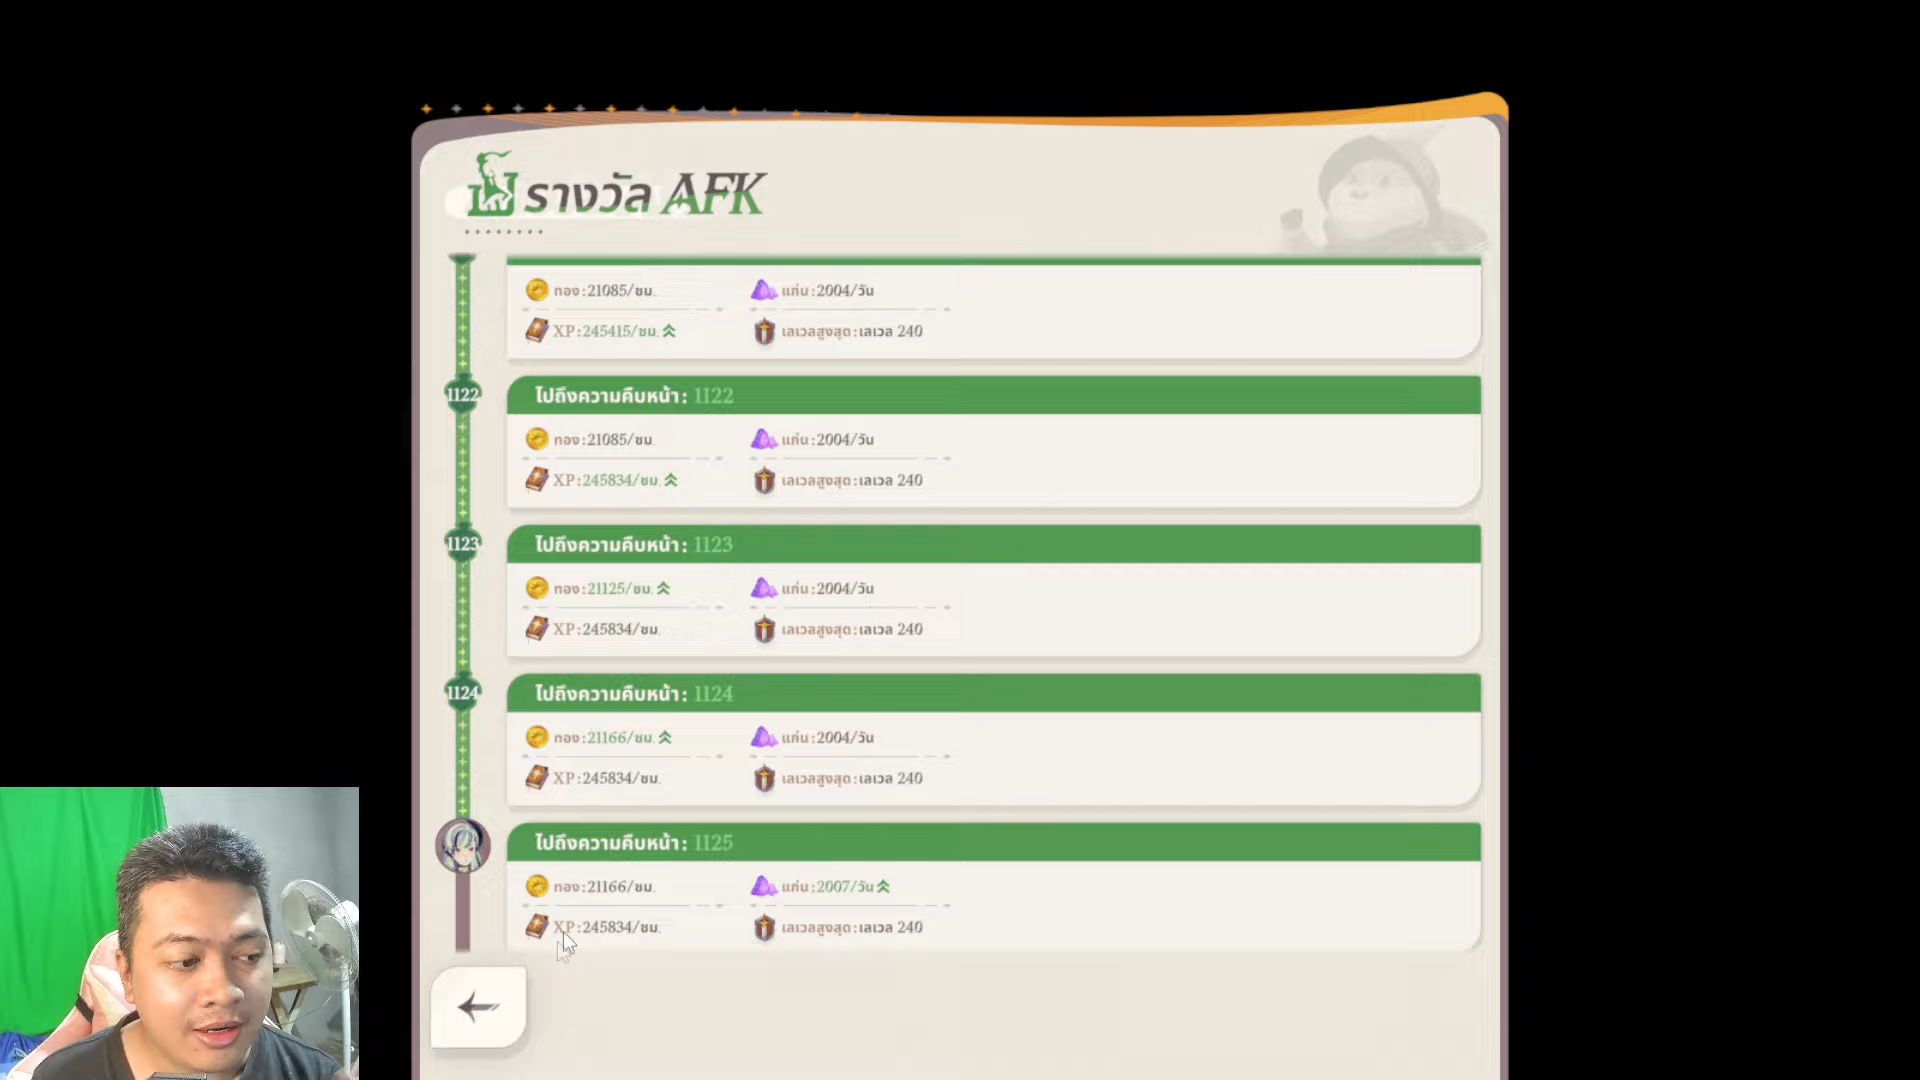 รางวัล AFK
ทอง:21085/ชม.
แก่น:2004/วัน
XP:245415/ชม.
เลเวลสูงสุด:เลเวล 240
1122
ไปถึงความคืบหน้า: 1122
ทอง:21085/ชม.
แก่น:2004/วัน
XP:245834/ชม.
เลเวลสูงสุด:เลเวล 240
1123
ไปถึงความคืบหน้า: 1123
ทอง:21125/ชม.
แก่น:2004/วัน
XP:245834/ชม.
เลเวลสูงสุด:เลเวล 240
1124
ไปถึงความคืบหน้า: 1124
ทอง:21166/ชม.
แก่น:2004/วัน
XP:245834/ชม.
เลเวลสูงสุด:เลเวล 240
ไปถึงความคืบหน้า: 1125
ทอง:21166/ชม.
แก่น:2007/วัน
XP:245834/ชม.
เลเวลสูงสุด:เลเวล 240